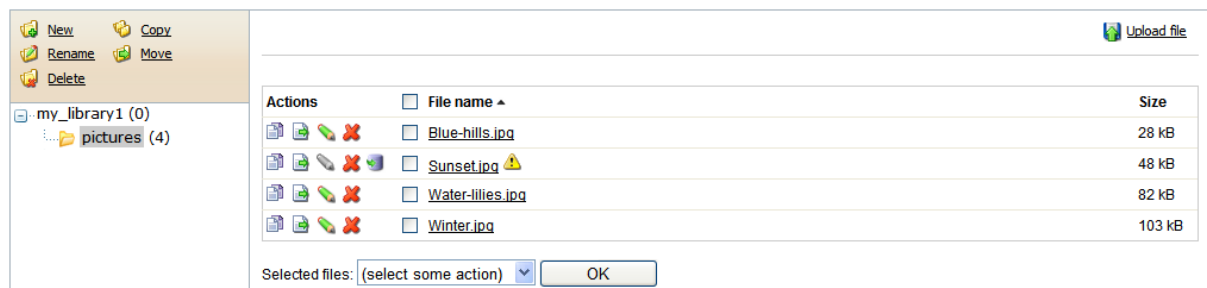 New Copy
Rename Move
Delete
Upload file
my_library1 (0)
pictures (4)
Actions File name Size
Blue-hills.jpg 28 kB
Sunset.jpg 48 kB
Water-lilies.jpg 82 kB
Winter.jpg 103 kB
Selected files: (select some action) OK